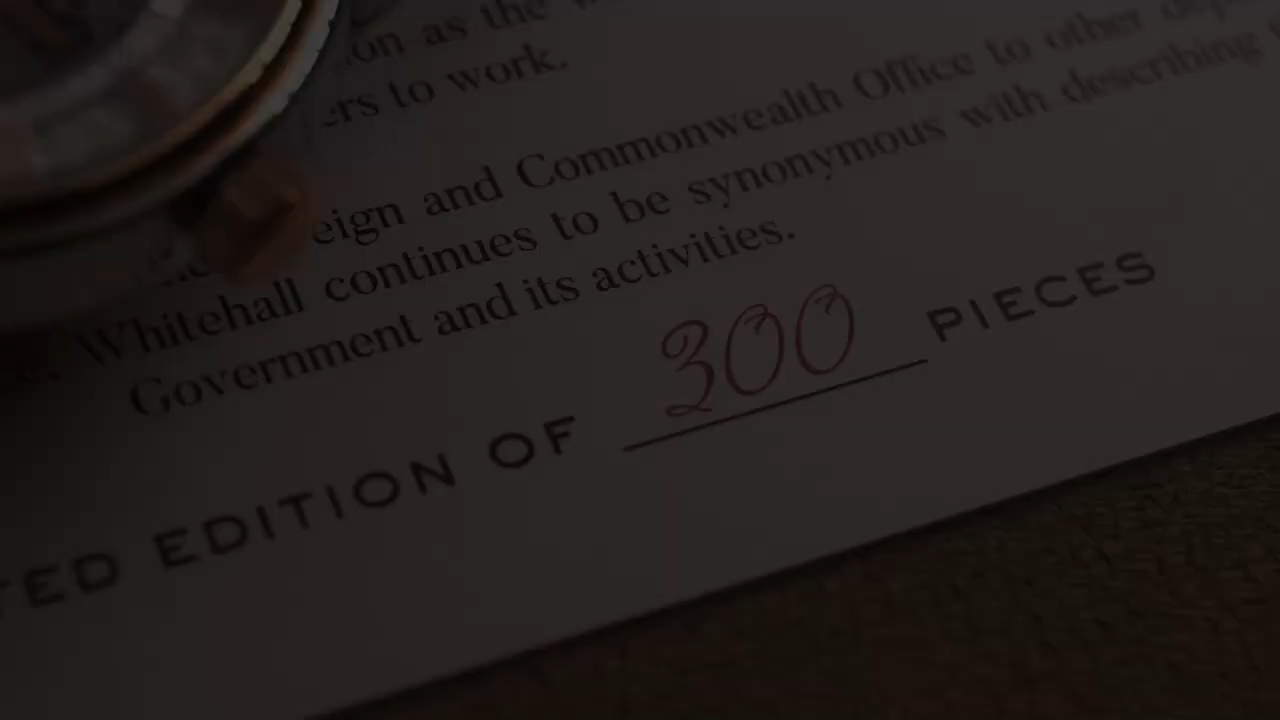 on as the
ers to work.
eign and Commonwealth Office to other
Whitehall continues to be synonymous with describing
Government and its activities.
TED EDITION OF 300 PIECES